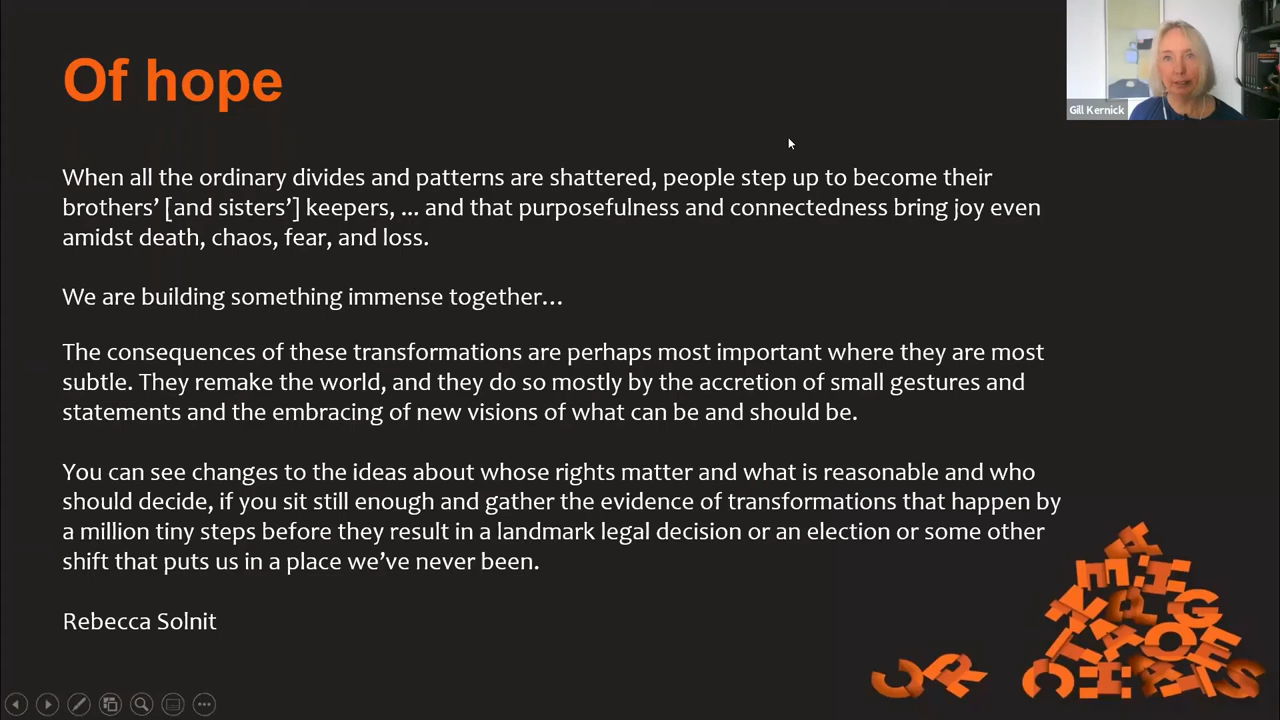 Of hope
Gill Kernick
When all the ordinary divides and patterns are shattered, people step up to become their
brothers’ [and sisters’] keepers, ... and that purposefulness and connectedness bring joy even
amidst death, chaos, fear, and loss.
We are building something immense together…
The consequences of these transformations are perhaps most important where they are most
subtle. They remake the world, and they do so mostly by the accretion of small gestures and
statements and the embracing of new visions of what can be and should be.
You can see changes to the ideas about whose rights matter and what is reasonable and who
should decide, if you sit still enough and gather the evidence of transformations that happen by
a million tiny steps before they result in a landmark legal decision or an election or some other
shift that puts us in a place we’ve never been.
Rebecca Solnit